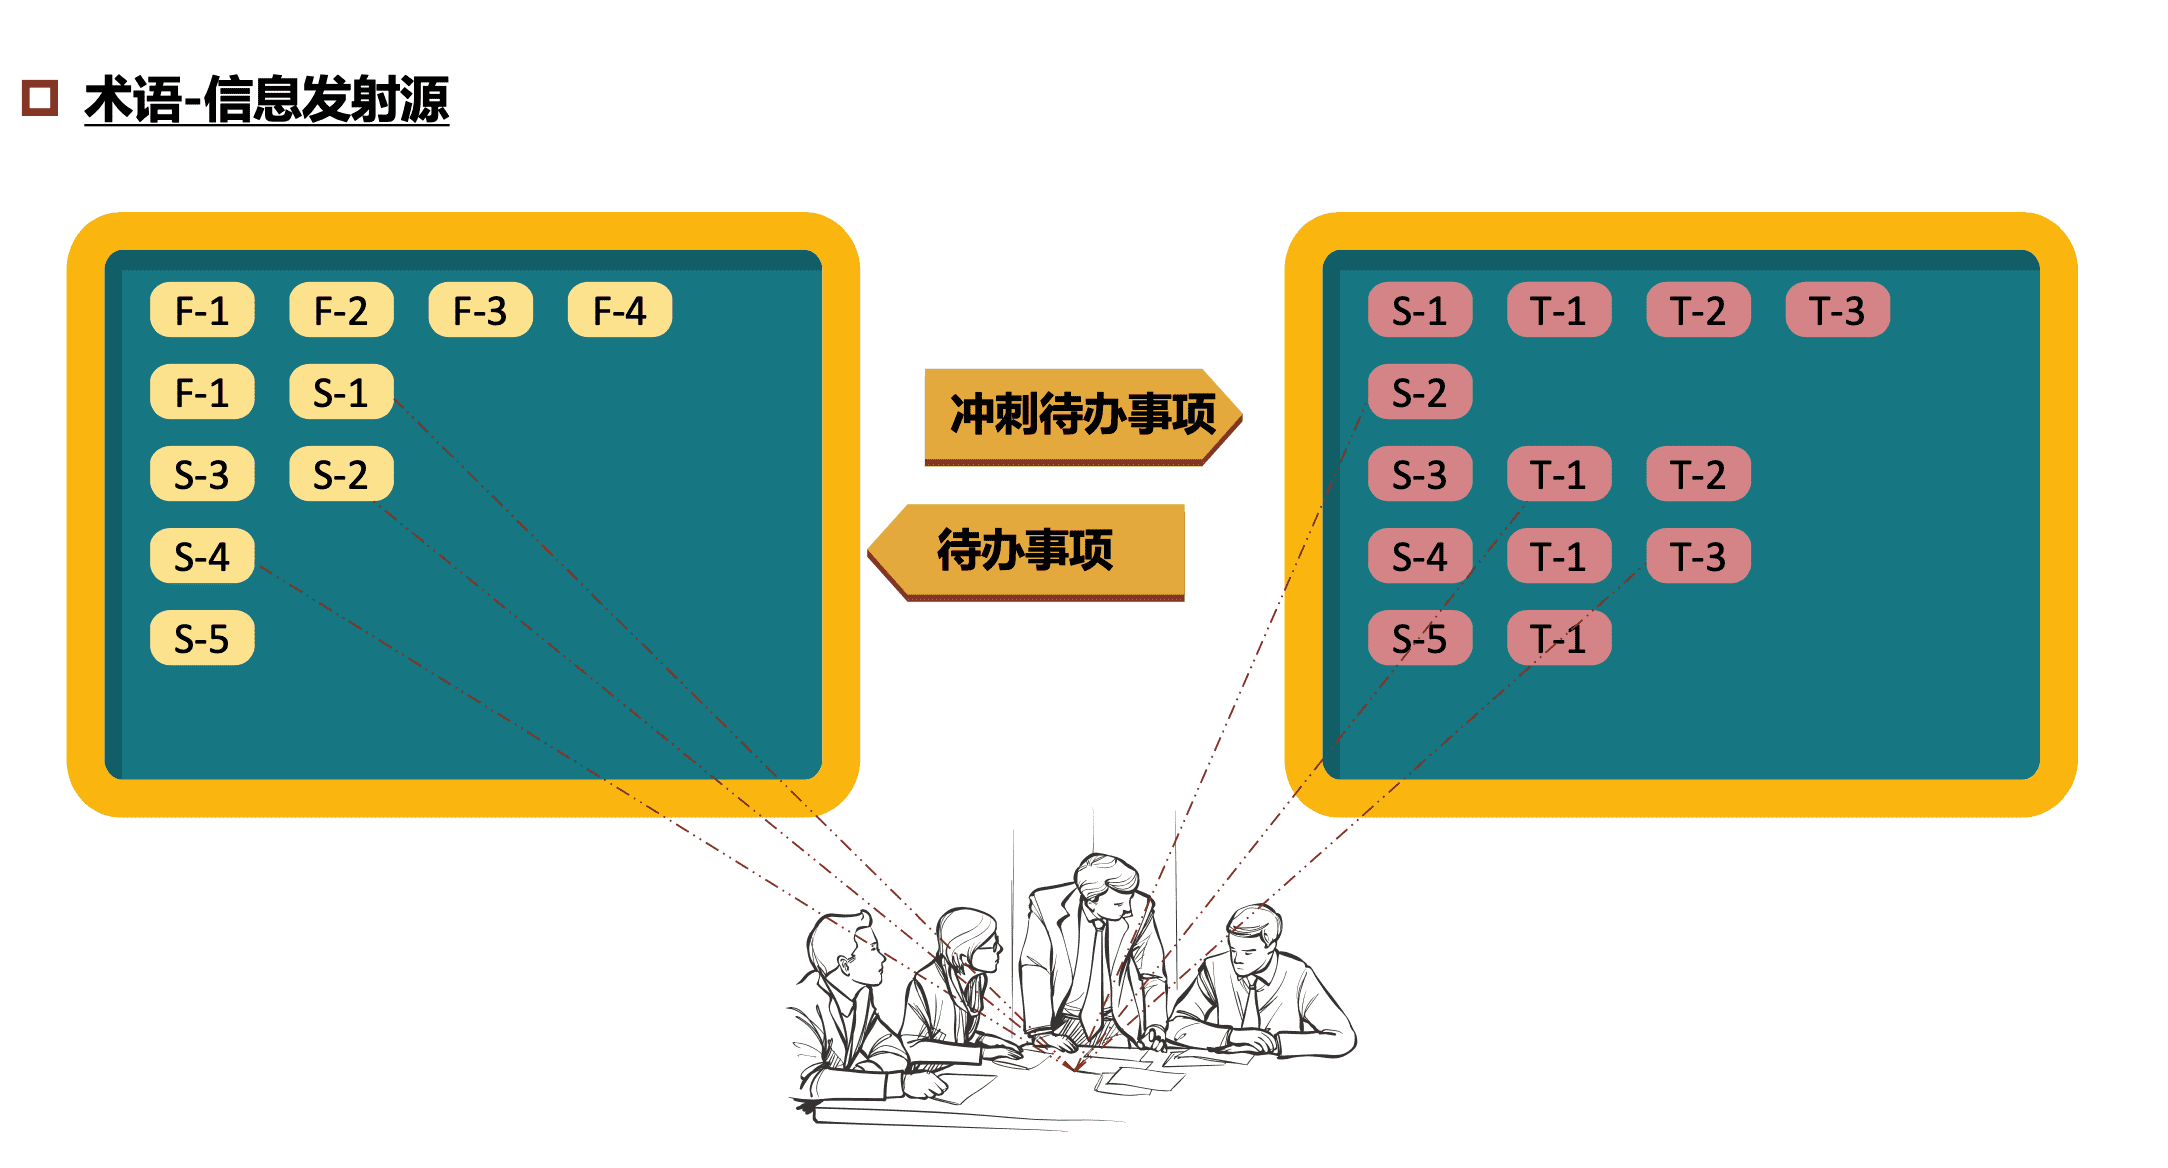 术语-信息发射源
F-1 F-2 F-3 F-4
F-1 S-1
S-3 S-2
S-4
S-5
冲刺待办事项
待办事项
S-1 T-1 T-2 T-3
S-2
S-3 T-1 T-2
S-4 T-1 T-3
S-5 T-1